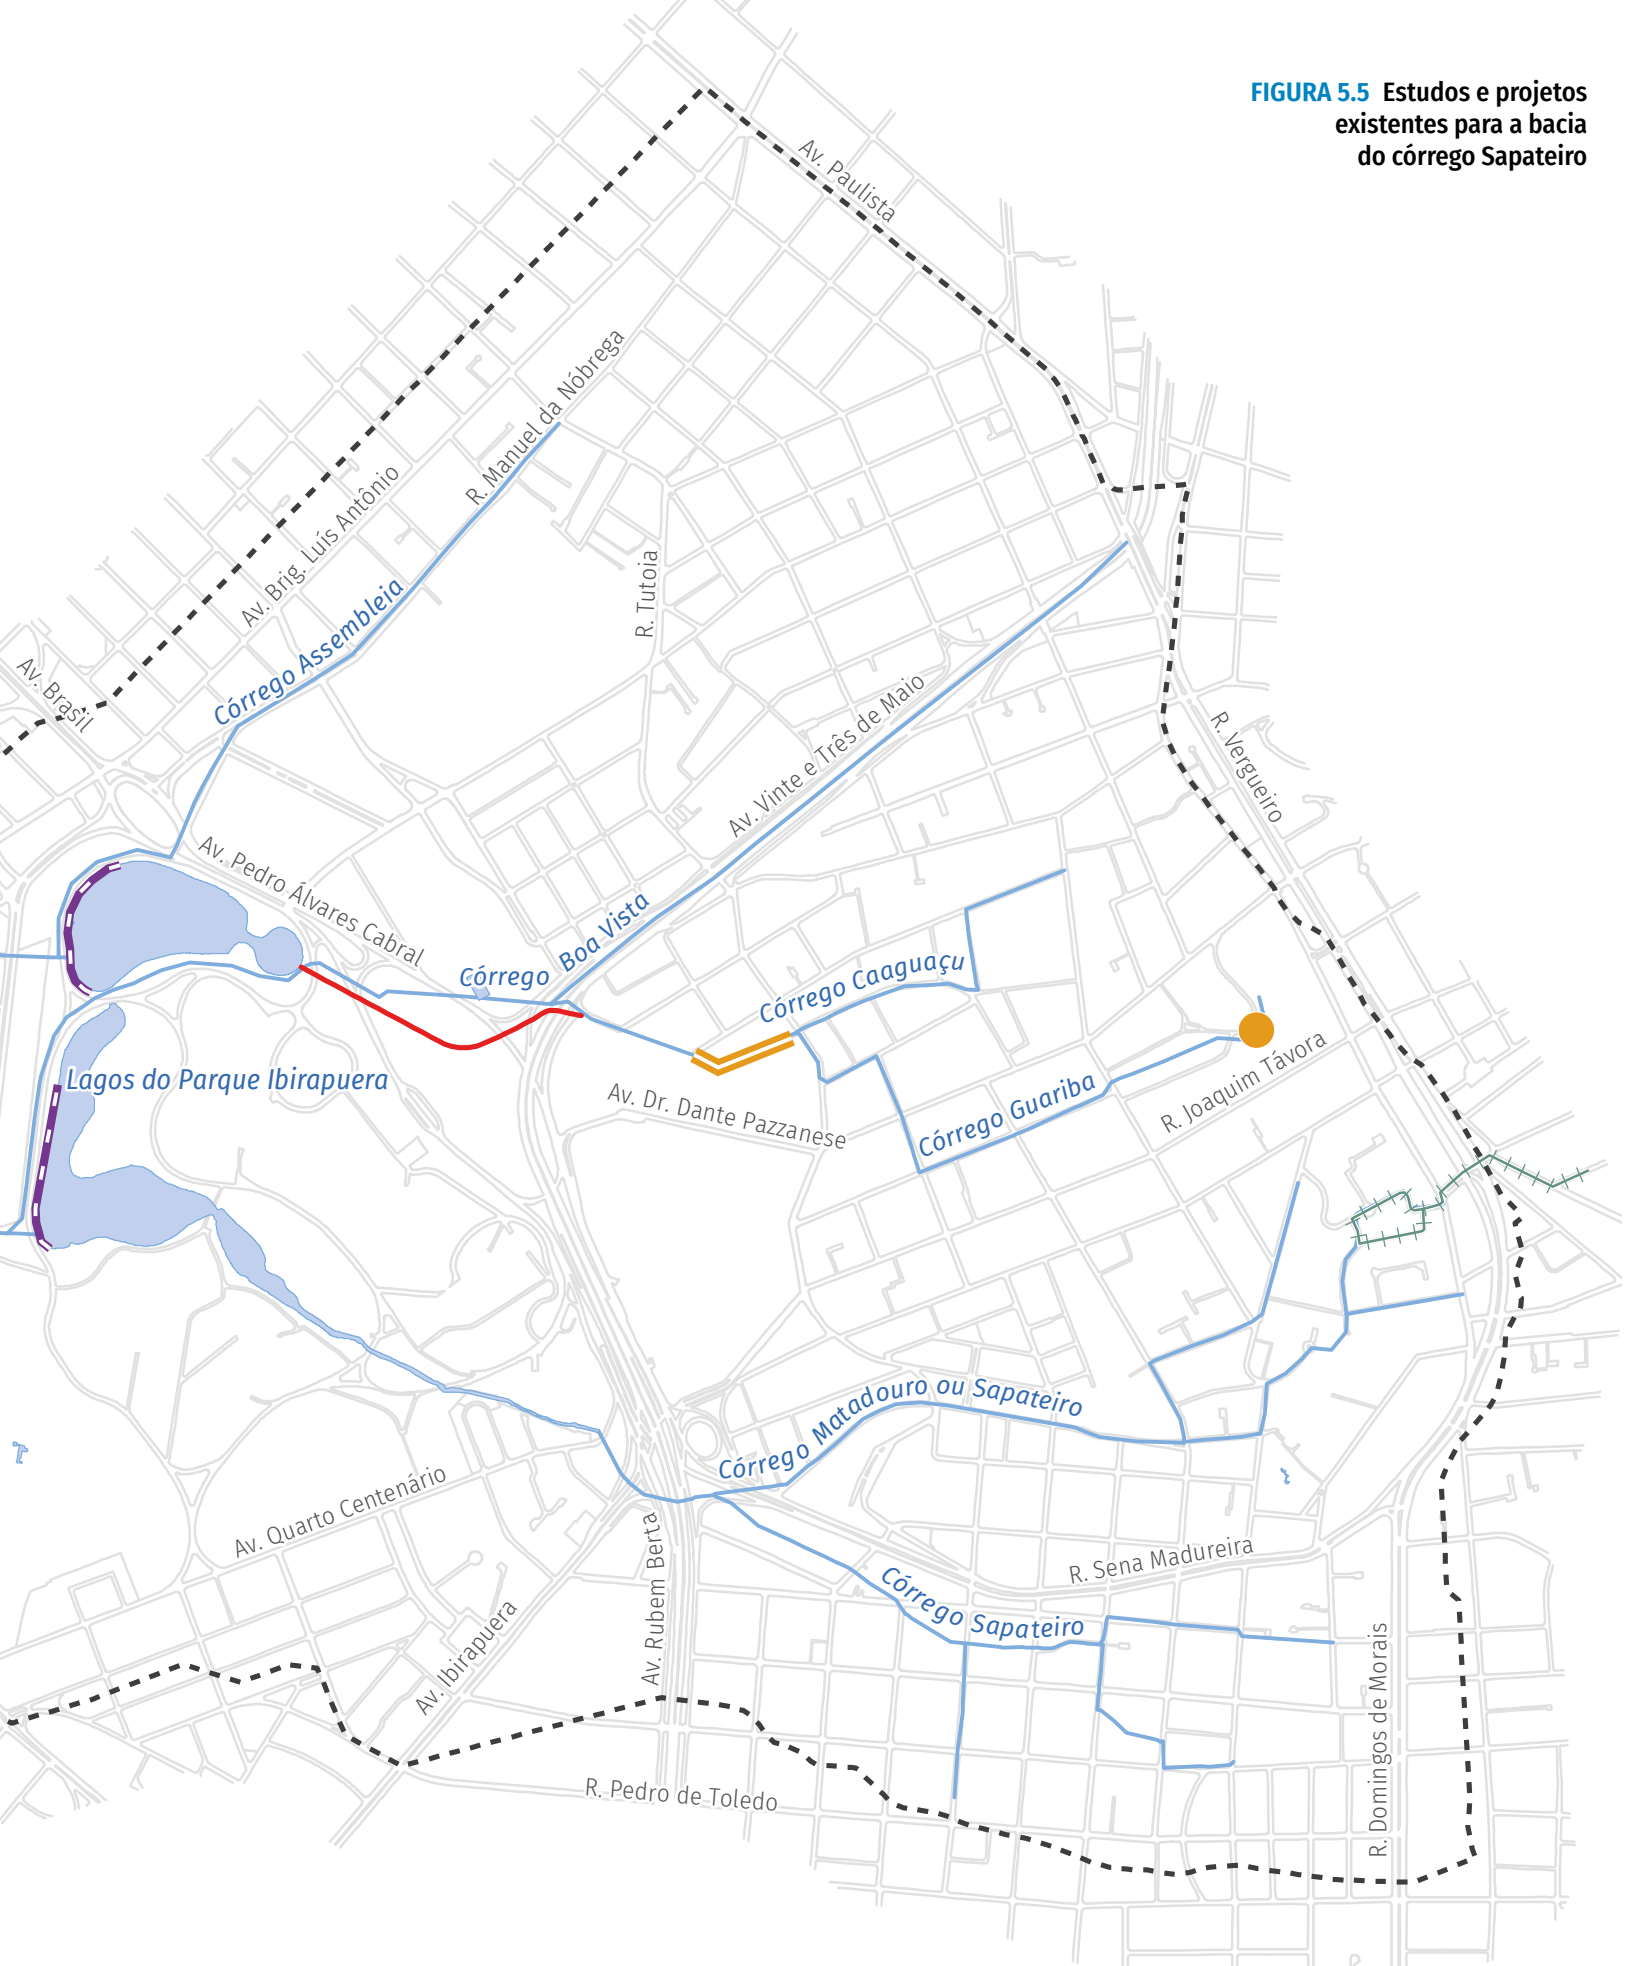 FIGURA 5.5 Estudos e projetos
existentes para a bacia
do córrego Sapateiro
Av. Paulista
R. Manuel da Nóbrega
Av. Brig. Luís Antônio
R. Tutoia
Córrego Assembleia
Av. Brasil
Av. Vinte e Três de Maio
R. Vergueiro
Av. Pedro Álvares Cabral
Córrego Boa Vista
Córrego Caaguaçu
Lagos do Parque Ibirapuera
Av. Dr. Dante Pazzanese
Córrego Guariba
R. Joaquim Távora
Córrego Matadouro ou Sapateiro
Av. Quarto Centenário
Av. Rubem Berta
R. Sena Madureira
Córrego Sapateiro
Av. Ibirapuera
R. Domingos de Morais
R. Pedro de Toledo